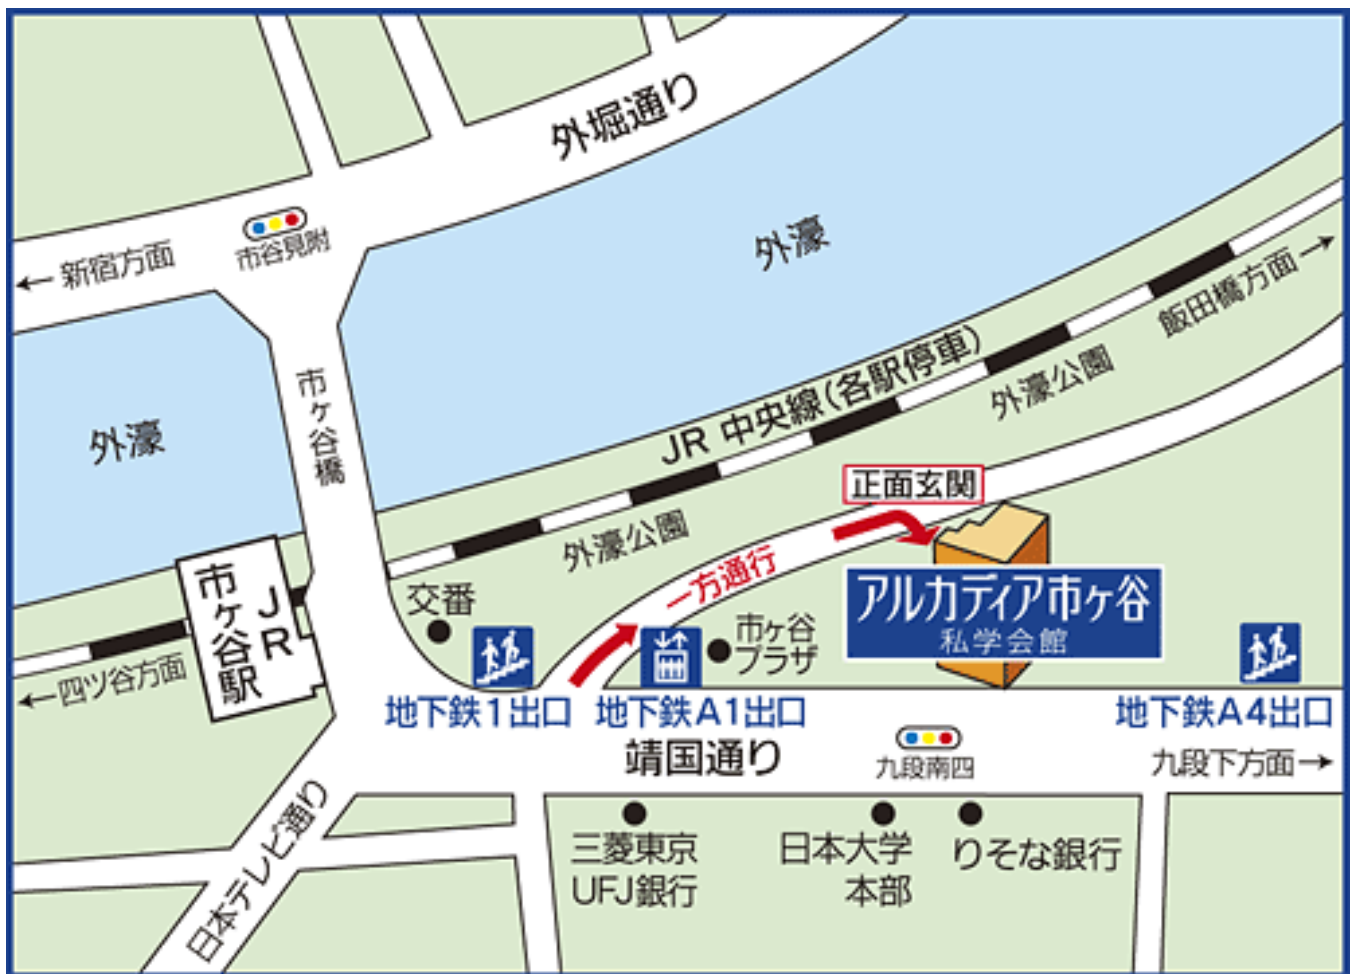 外堀通り
市谷見附
←新宿方面
外濠
外濠
市ヶ谷橋
飯田橋方面→
JR 中央線(各駅停車)
外濠公園
外濠公園
正面玄関
一方通行
JR
市ヶ谷駅
交番
市ヶ谷
プラザ
アルカディア市ヶ谷
私学会館
←四ツ谷方面
地下鉄1出口
地下鉄A1出口
地下鉄A4出口
靖国通り
九段南四
九段下方面→
日本テレビ通り
三菱東京
UFJ銀行
日本大学
本部
りそな銀行